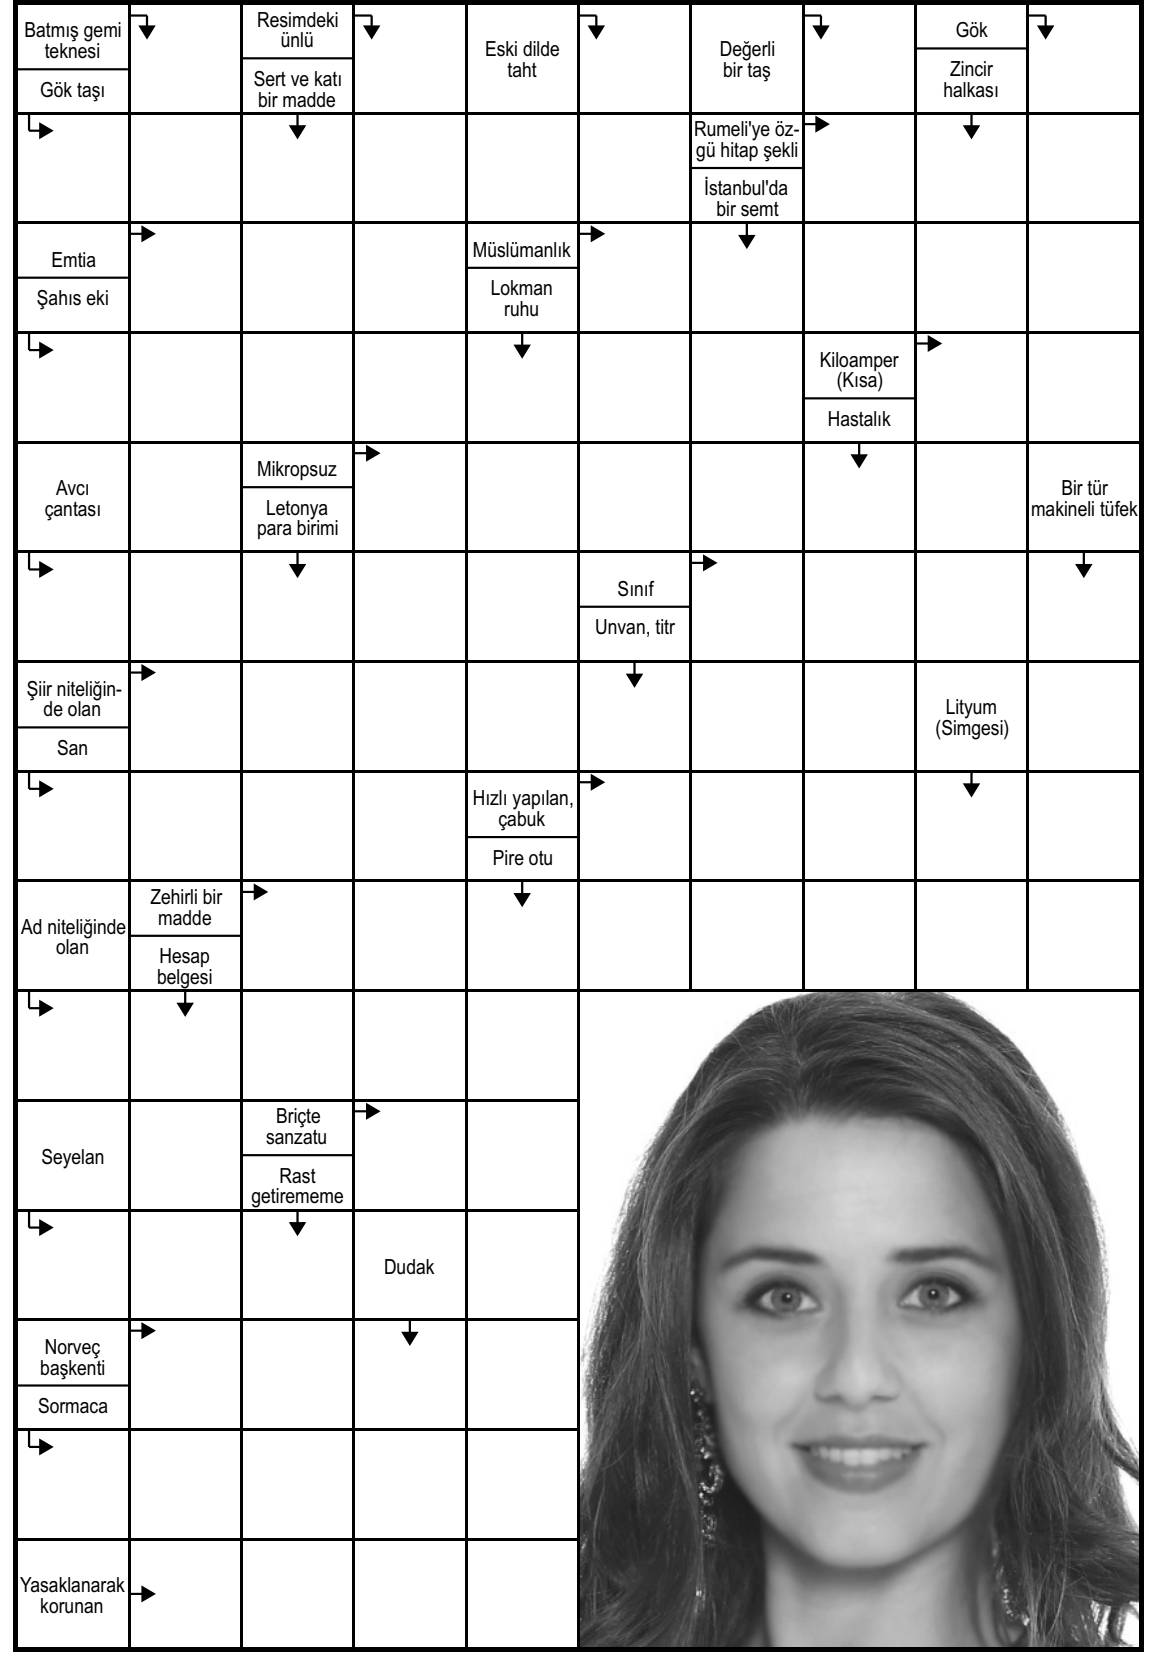 Batmış gemi
teknesi
Gök taşı
Resimdeki
ünlü
Sert ve katı
bir madde
Eski dilde
taht
Değerli
bir taş
Gök
Zincir
halkası
Rumeli'ye öz-
gü hitap şekli
İstanbul'da
bir semt
Emtia
Şahıs eki
Müslümanlık
Lokman
ruhu
Kiloamper
(Kısa)
Hastalık
Avcı
çantası
Mikropsuz
Letonya
para birimi
Bir tür
makineli tüfek
Sınıf
Unvan, titr
Şiir niteliğin-
de olan
San
Lityum
(Simgesi)
Hızlı yapılan,
çabuk
Pire otu
Ad niteliğinde
olan
Zehirli bir
madde
Hesap
belgesi
Seyelan
Briçte
sanzatu
Rast
getirememe
Dudak
Norveç
başkenti
Sormaca
Yasaklanarak
korunan